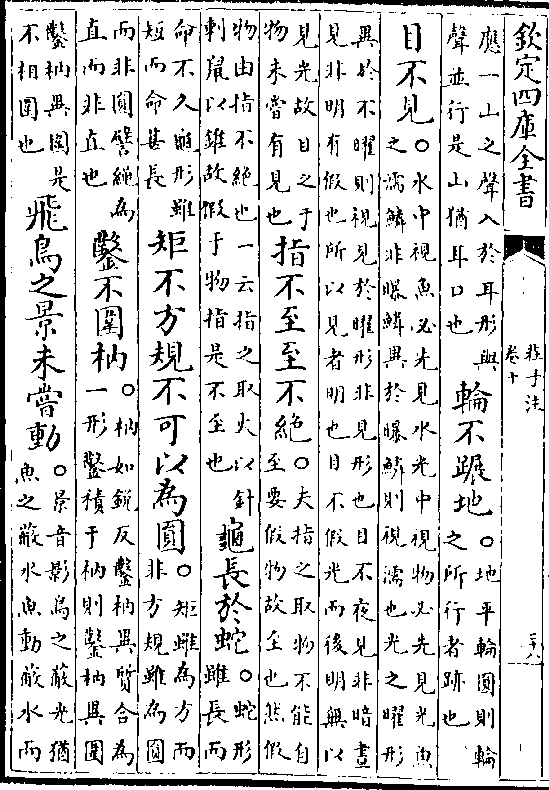 欽定四庫全書
莊子注
卷十
三十八
應一山之聲入於耳形與
聲並行是山猶耳口也
輪不蹍地
○地平輪圓則輪
之所行者跡也
目不見
○水中視魚必先見水光中視物必先見光魚
之濡鱗非曝鱗異於曝鱗則視濡也光之曜形
異於不曜則視見於曜形非見形也目不夜見非暗晝
見非明有假也所以見者明也目不假光而後明無以
見光故目之于
物未嘗有見也
指不至至不絶
○夫指之取物不能自
至要假物故至也然假
物由指不絶也一云指之取火以針
刺鼠以錐故假于物指是不至也
龜長於蛇
○蛇形
雖長而
命不久龜形雖
短而命甚長
矩不方規不可以為圓
○矩雖為方而
非方規雖為圓
而非圓譬繩為
直而非直也
鑿不圍枘
○枘如鋭反鑿枘異質合為
一形鑿積于枘則鑿枘異圍
鑿枘異圍是
不相圍也
飛鳥之景未嘗動
○景音影鳥之蔽光猶
魚之蔽水魚動蔽水而